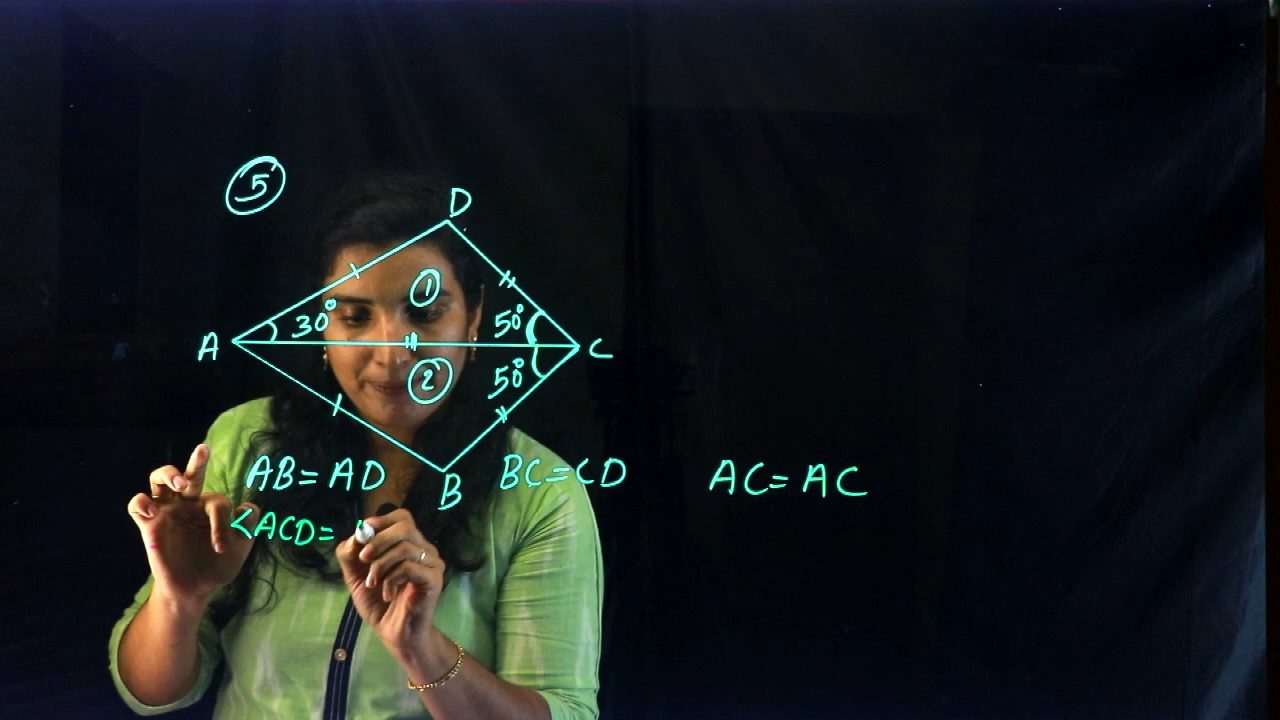 5
D
1
30° 50°
A C
2 50°
AB = AD B BC = CD AC = AC
<ACD =